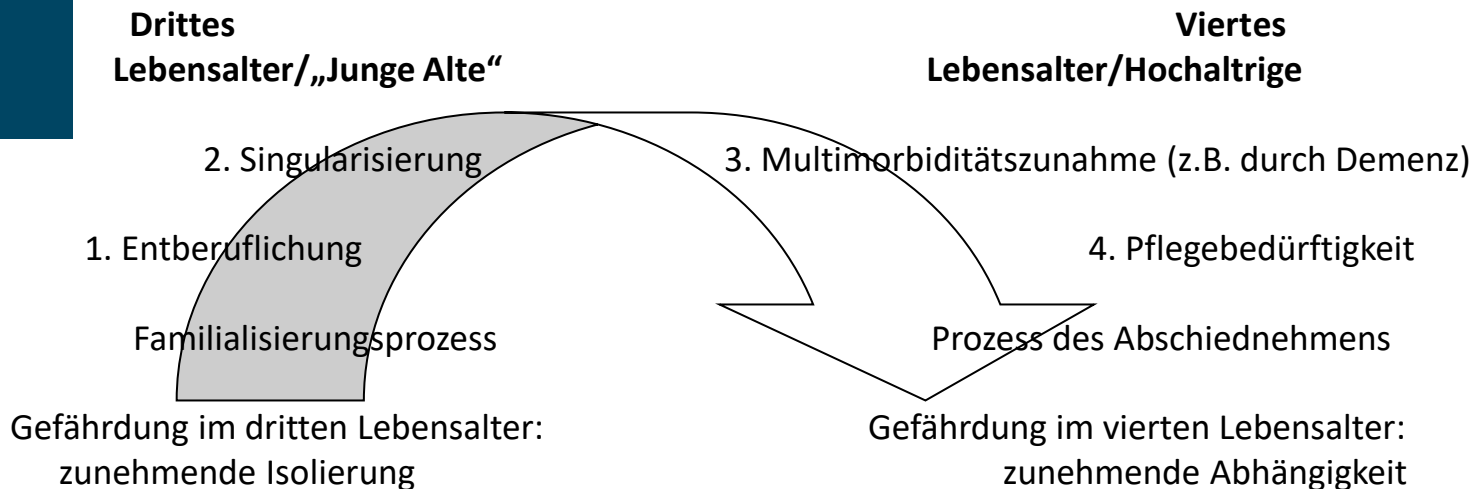 Drittes
Lebensalter/„Junge Alte“
Viertes
Lebensalter/Hochaltrige
2. Singularisierung
3. Multimorbiditätszunahme (z.B. durch Demenz)
1. Entberuflichung
4. Pflegebedürftigkeit
Familialisierungsprozess
Prozess des Abschiednehmens
Gefährdung im dritten Lebensalter:
zunehmende Isolierung
Gefährdung im vierten Lebensalter:
zunehmende Abhängigkeit